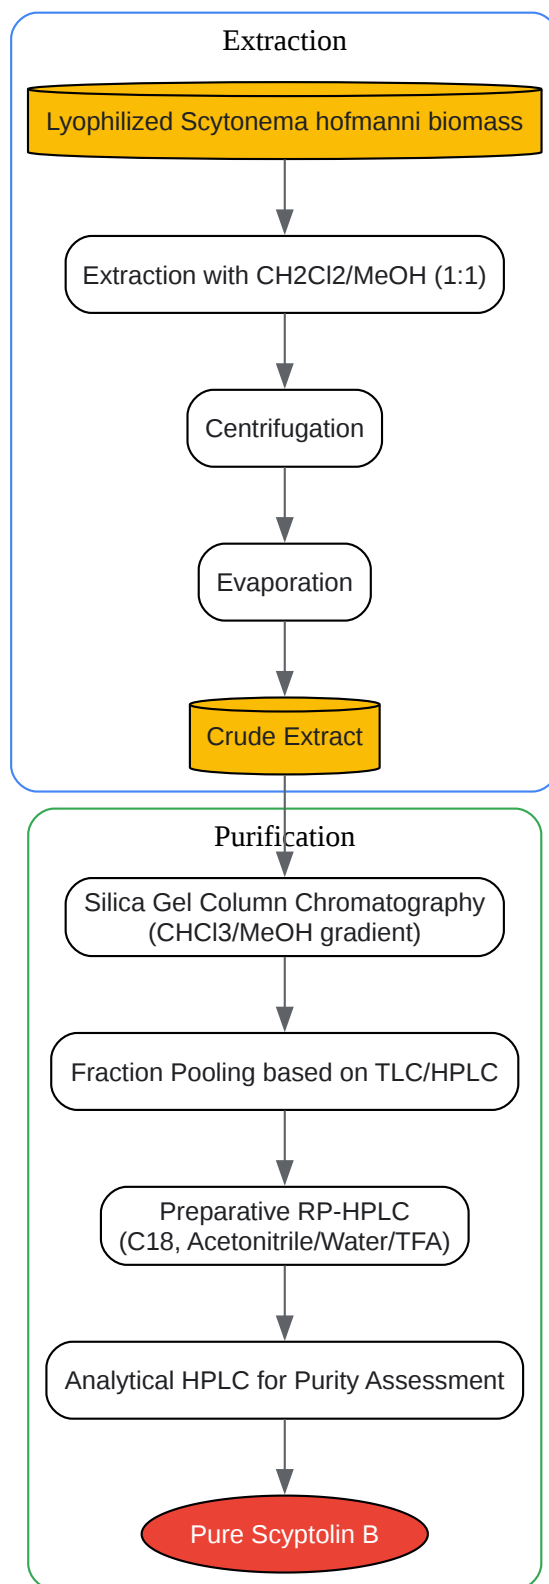 Extraction
Lyophilized Scytonema hofmanni biomass
Extraction with CH2Cl2/MeOH (1:1)
Centrifugation
Evaporation
Crude Extract
Purification
Silica Gel Column Chromatography
(CHCl3/MeOH gradient)
Fraction Pooling based on TLC/HPLC
Preparative RP-HPLC
(C18, Acetonitrile/Water/TFA)
Analytical HPLC for Purity Assessment
Pure Scyptolin B